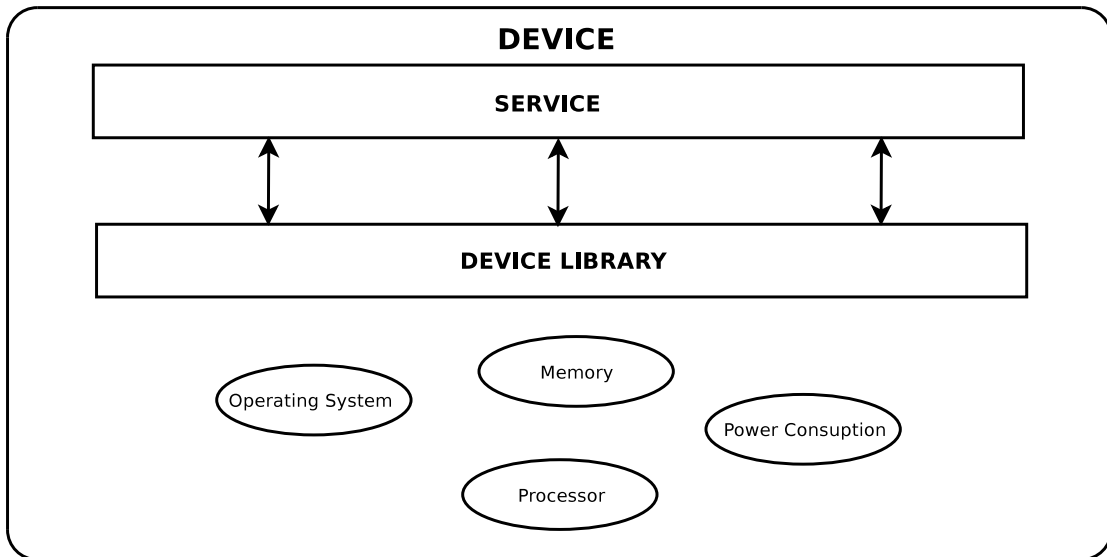 DEVICE
SERVICE
DEVICE LIBRARY
Memory
Operating System
Power Consuption
Processor